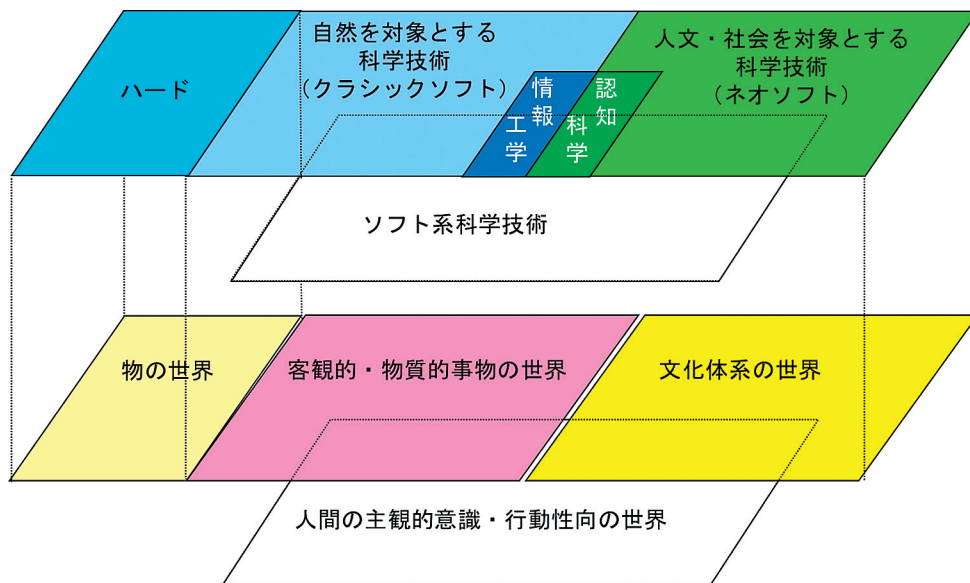 ハード
自然を対象とする
科学技術
(クラシックソフト)
人文・社会を対象とする
科学技術
(ネオソフト)
情報
工学
認知
科学
ソフト系科学技術
物の世界
客観的・物質的事物の世界
文化体系の世界
人間の主観的意識・行動性向の世界